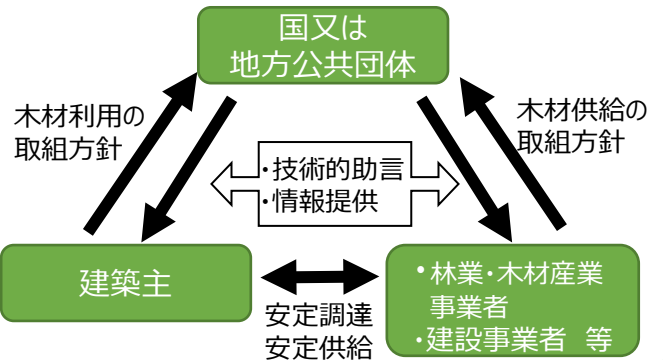 国又は
地方公共団体
木材利用の
取組方針
木材供給の
取組方針
・技術的助言
・情報提供
建築主
・林業・木材産業
事業者
・建設事業者 等
安定調達
安定供給